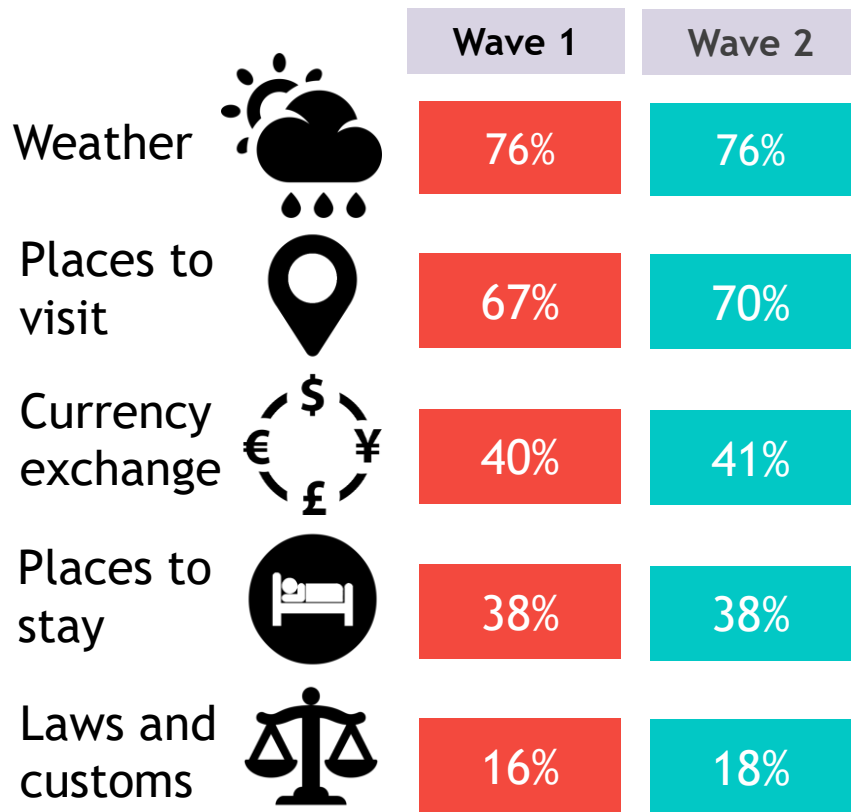 Wave 1 Wave 2
Weather 76% 76%
Places to
visit 67% 70%
Currency
exchange 40% 41%
$
€ ¥
£
Places to
stay 38% 38%
Laws and
customs 16% 18%